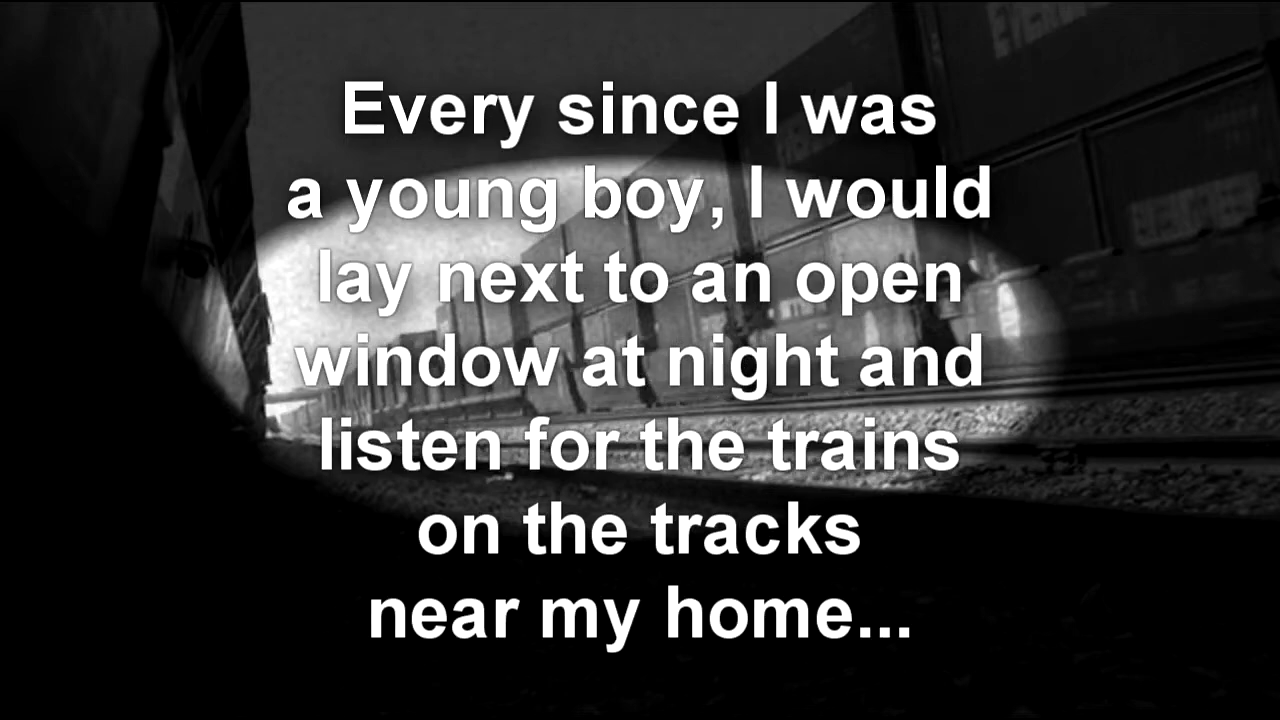 Every since I was
a young boy, I would
lay next to an open
window at night and
listen for the trains
on the tracks
near my home...